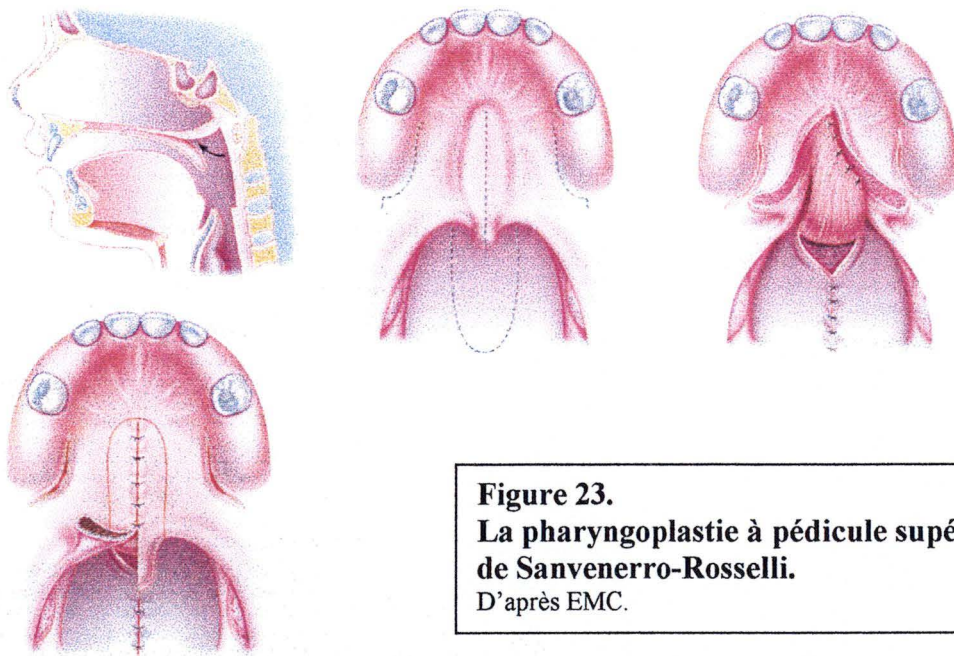 Figure 23.
La pharyngoplastie à pédicule supé
de Sanvenerro-Rosselli.
D'après EMC.